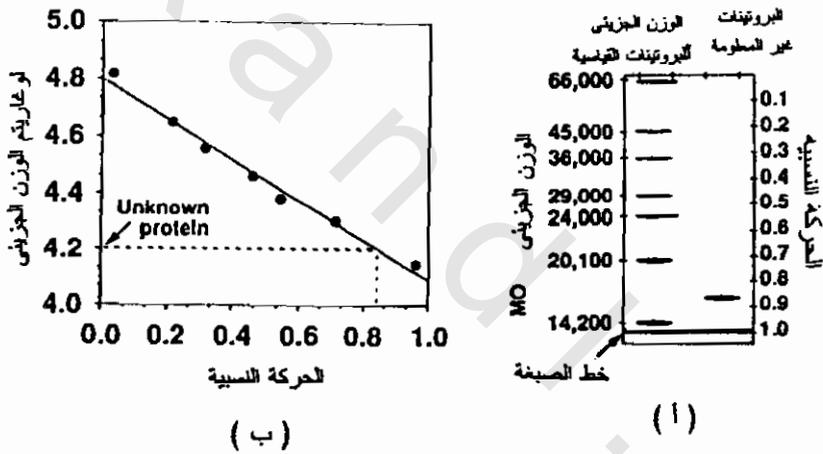 البروتينات
غير المعلومة
الوزن الجزيئى
للبروتينات القياسية
66,000
45,000
36,000
29,000
24,000
20,100
14,200
الوزن الجزيئى
MO
0.1
0.2
0.3
0.4
0.5
0.6
0.7
0.8
0.9
1.0
الحركة النسبية
خط الصبغة
( أ )
5.0
4.8
4.6
4.4
4.2
4.0
لوغاريتم الوزن الجزيئى
Unknown
protein
0.0 0.2 0.4 0.6 0.8 1.0
الحركة النسبية
( ب )